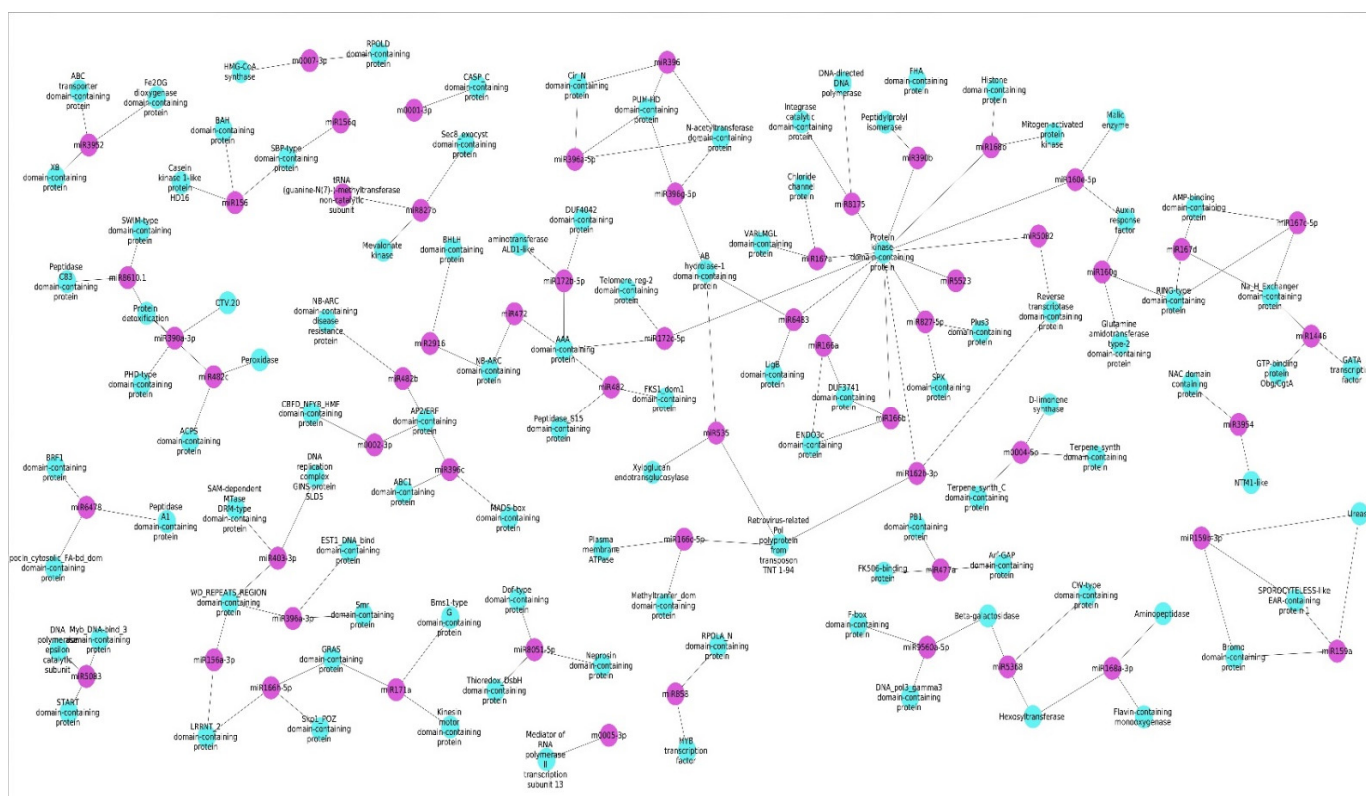 RPOLD
domain-containing
protein
m0007-3p
HMG-CoA
synthase
ABC
transporter
domain-containing
protein
Fe2OG
dioxygenase
domain-containing
protein
miR3952
XB
domain-containing
protein
BAH
domain-containing
protein
miR156q
SBP-type
domain-containing
protein
Casein
kinase 1-like
protein
HD16
miR156
CASP_C
domain-containing
protein
m0001-3p
Sec8_exocyst
domain-containing
protein
tRNA
(guanine-N(7)-)-methyltransferase
non-catalytic
subunit
miR827b
Mevalonate
kinase
Cir_N
domain-containing
protein
miR396
PUM-HD
domain-containing
protein
N-acetyltransferase
domain-containing
protein
miR396a-5p
miR396g-5p
DNA-directed
DNA
polymerase
Integrase
catalytic
domain-containing
protein
FHA
domain-containing
protein
Peptidylprolyl
isomerase
miR390b
Histone
domain-containing
protein
Mitogen-activated
protein
kinase
miR168b
Malic
enzyme
miR160e-5p
Chloride
channel
protein
miR8175
VARLMGL
domain-containing
protein
Protein
kinase
domain-containing
protein
miR5082
miR5523
Auxin
response
factor
miR160g
Glutamine
amidotransferase
type-2
domain-containing
protein
AMP-binding
domain-containing
protein
miR167c-5p
miR167d
RING-type
domain-containing
protein
Na_H_Exchanger
domain-containing
protein
miR1446
GTP-binding
protein
Obg/CgtA
GATA
transcription
factor
SWIM-type
domain-containing
protein
Peptidase
C83
domain-containing
protein
miR8610.1
Protein
detoxification
CTV.20
miR390a-3p
PHD-type
domain-containing
protein
miR482c
Peroxidase
ACPS
domain-containing
protein
BHLH
domain-containing
protein
NB-ARC
domain-containing
disease
resistance
protein
miR2916
miR472
NB-ARC
domain-containing
protein
miR482b
DUF4042
domain-containing
protein
aminotransferase
ALD1-like
miR172b-5p
Telomere_reg-2
domain-containing
protein
AAA
domain-containing
protein
miR172c-5p
miR482
FKS1_dom1
domain-containing
protein
Peptidase_S15
domain-containing
protein
AB
hydrolase-1
domain-containing
protein
miR6483
LigB
domain-containing
protein
miR166a
DUF3741
domain-containing
protein
miR166b
ENDO3c
domain-containing
protein
miR827-5p
Plus3
domain-containing
protein
SPX
domain-containing
protein
Reverse
transcriptase
domain-containing
protein
miR162b-3p
NAC domain
containing
protein
miR3954
NTM1-like
D-limonene
synthase
m0004-5p
Terpene_synth
domain-containing
protein
Terpene_synth_C
domain-containing
protein
CBFD_NFYB_HMF
domain-containing
protein
AP2/ERF
domain-containing
protein
m0002-3p
miR396c
ABC1
domain-containing
protein
MADS-box
domain-containing
protein
miR535
Xyloglucan
endotransglucosylase
Retrovirus-related
Pol
polyprotein
from
transposon
TNT 1-94
Plasma
membrane
ATPase
Methyltranfer_dom
domain-containing
protein
BRF1
domain-containing
protein
miR6478
Peptidase
A1
domain-containing
protein
domain-containing
protein
DNA
replication
complex
GINS protein
SLD5
SAM-dependent
MTase
DRM-type
domain-containing
protein
miR403-3p
EST1_DNA_bind
domain-containing
protein
WD_REPEATS_REGION
domain-containing
protein
miR396a-3p
Smr
domain-containing
protein
PB1
domain-containing
protein
miR477a
FK506-binding
protein
Arf-GAP
domain-containing
protein
miR159a-3p
SPOROCYTELESS-like
EAR-containing
protein 1
miR159a
Bromo
domain-containing
protein
DNA
polymerase
epsilon
catalytic
subunit
Myb_DNA-bind_3
domain-containing
protein
miR5083
START
domain-containing
protein
miR156a-3p
LRRNT_2
domain-containing
protein
miR166h-5p
Skp1_POZ
domain-containing
protein
GRAS
domain-containing
protein
Bms1-type
G
domain-containing
protein
miR171a
Kinesin
motor
domain-containing
protein
Dof-type
domain-containing
protein
miR8051-5p
Neprosin
domain-containing
protein
Thioredox_DsbH
domain-containing
protein
RPOLA_N
domain-containing
protein
miR858
MYB
transcription
factor
m0005-3p
Mediator of
RNA
polymerase
II
transcription
subunit 13
F-box
domain-containing
protein
Beta-galactosidase
miR9560a-5p
DNA_pol3_gamma3
domain-containing
protein
CW-type
domain-containing
protein
miR5368
Aminopeptidase
miR168a-3p
Hexosyltransferase
Flavin-containing
monooxygenase